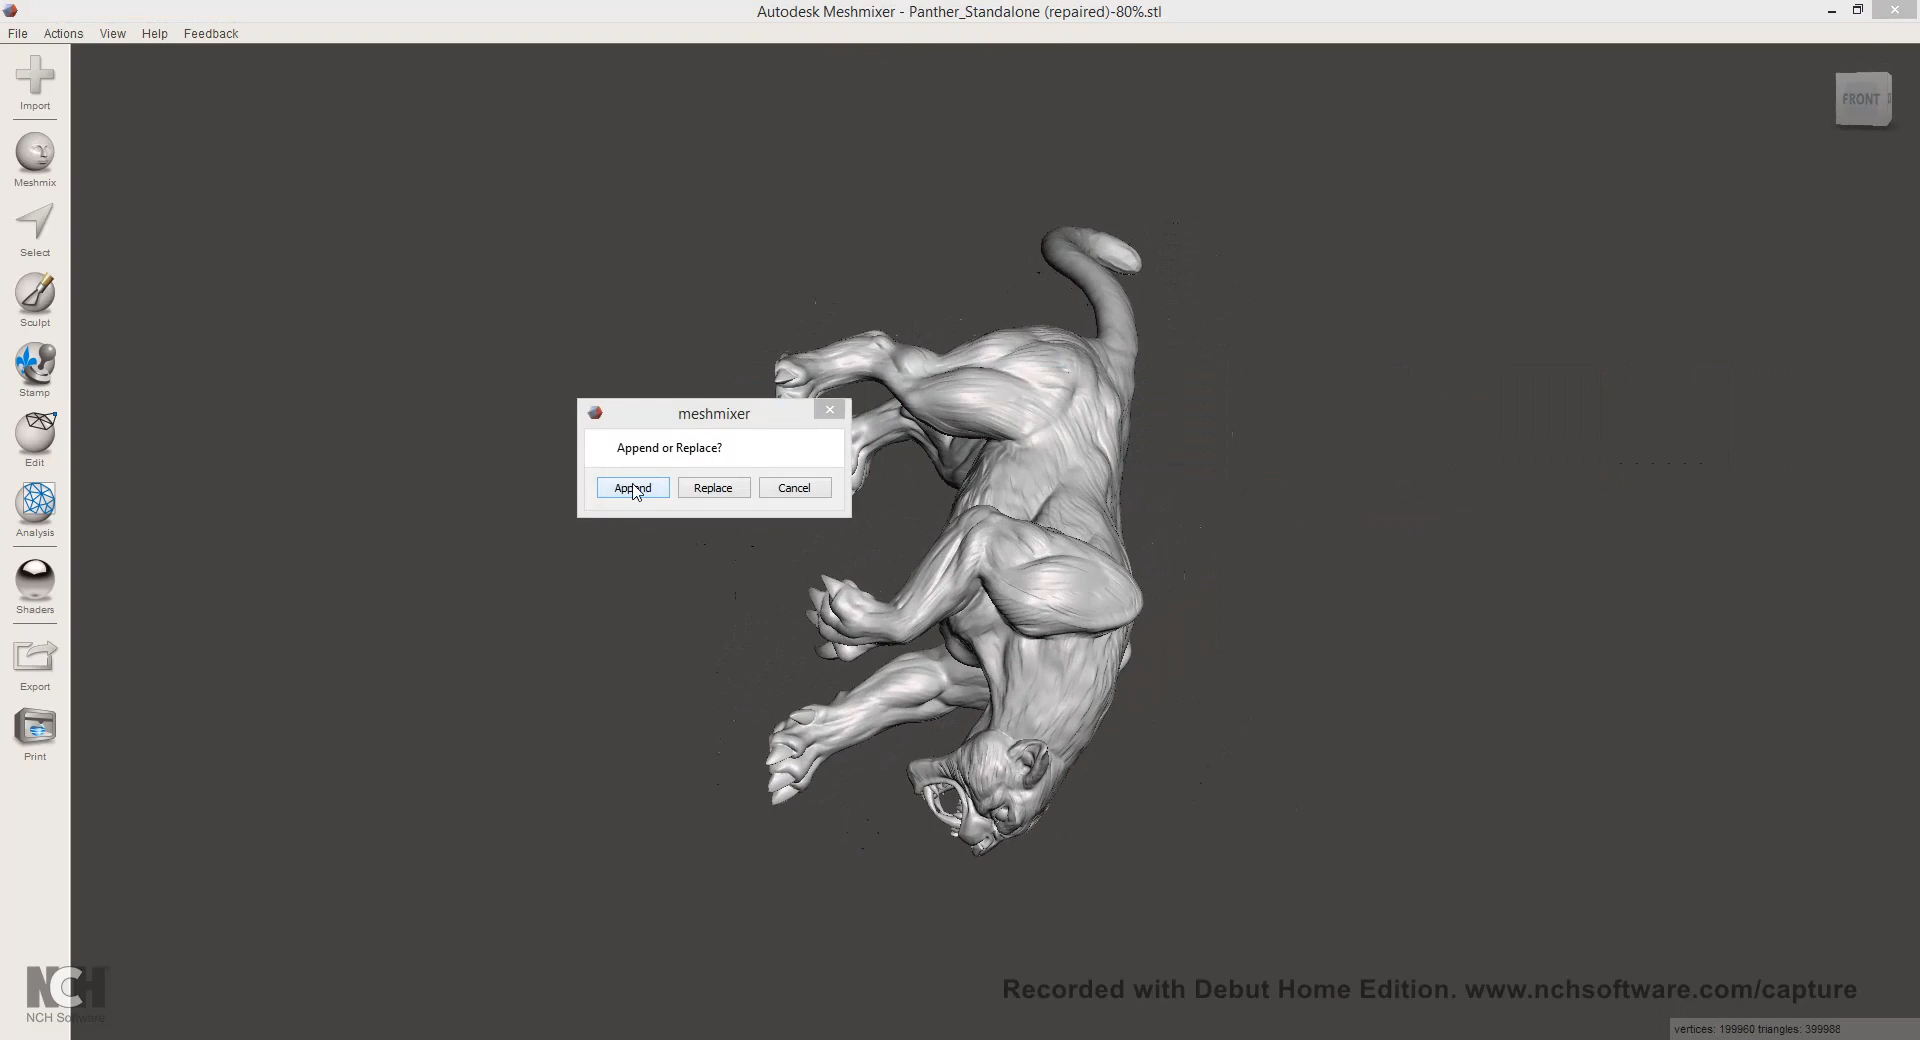 Autodesk Meshmixer - Panther_Standalone (repaired)-80%.stl
File Actions View Help Feedback
Import
Meshmix
Select
Sculpt
Stamp
Edit
Analysis
Shaders
Export
Print
FRONT
meshmixer
Append or Replace?
Append Replace Cancel
NCH
NCH Software
Recorded with Debut Home Edition. www.nchsoftware.com/capture
vertices: 199960 triangles: 399988